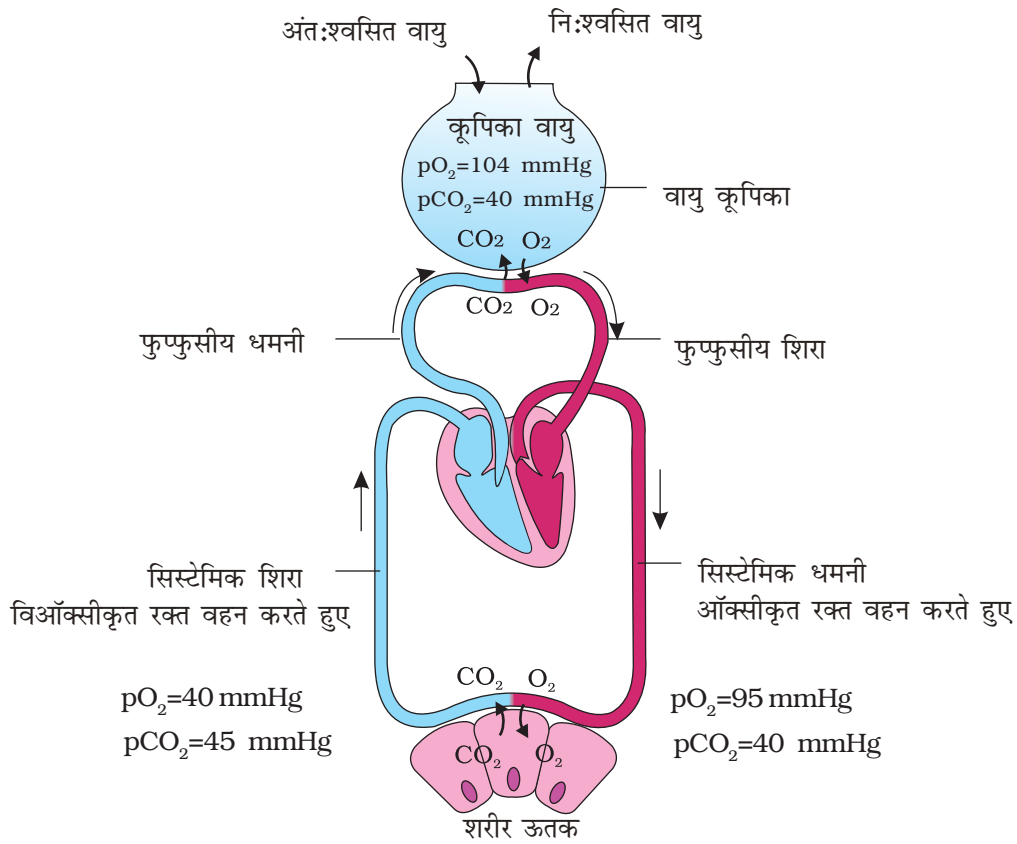 अंत:श्वसित वायु
नि:श्वसित वायु
कूपिका वायु
pO₂=104 mmHg
pCO₂=40 mmHg
वायु कूपिका
CO₂ O₂
CO₂ O₂
फुप्फुसीय धमनी
फुप्फुसीय शिरा
सिस्टेमिक शिरा
विऑक्सीकृत रक्त वहन करते हुए
सिस्टेमिक धमनी
ऑक्सीकृत रक्त वहन करते हुए
pO₂=40 mmHg
pCO₂=45 mmHg
CO₂ O₂
pO₂=95 mmHg
pCO₂=40 mmHg
CO₂ O₂
शरीर ऊतक